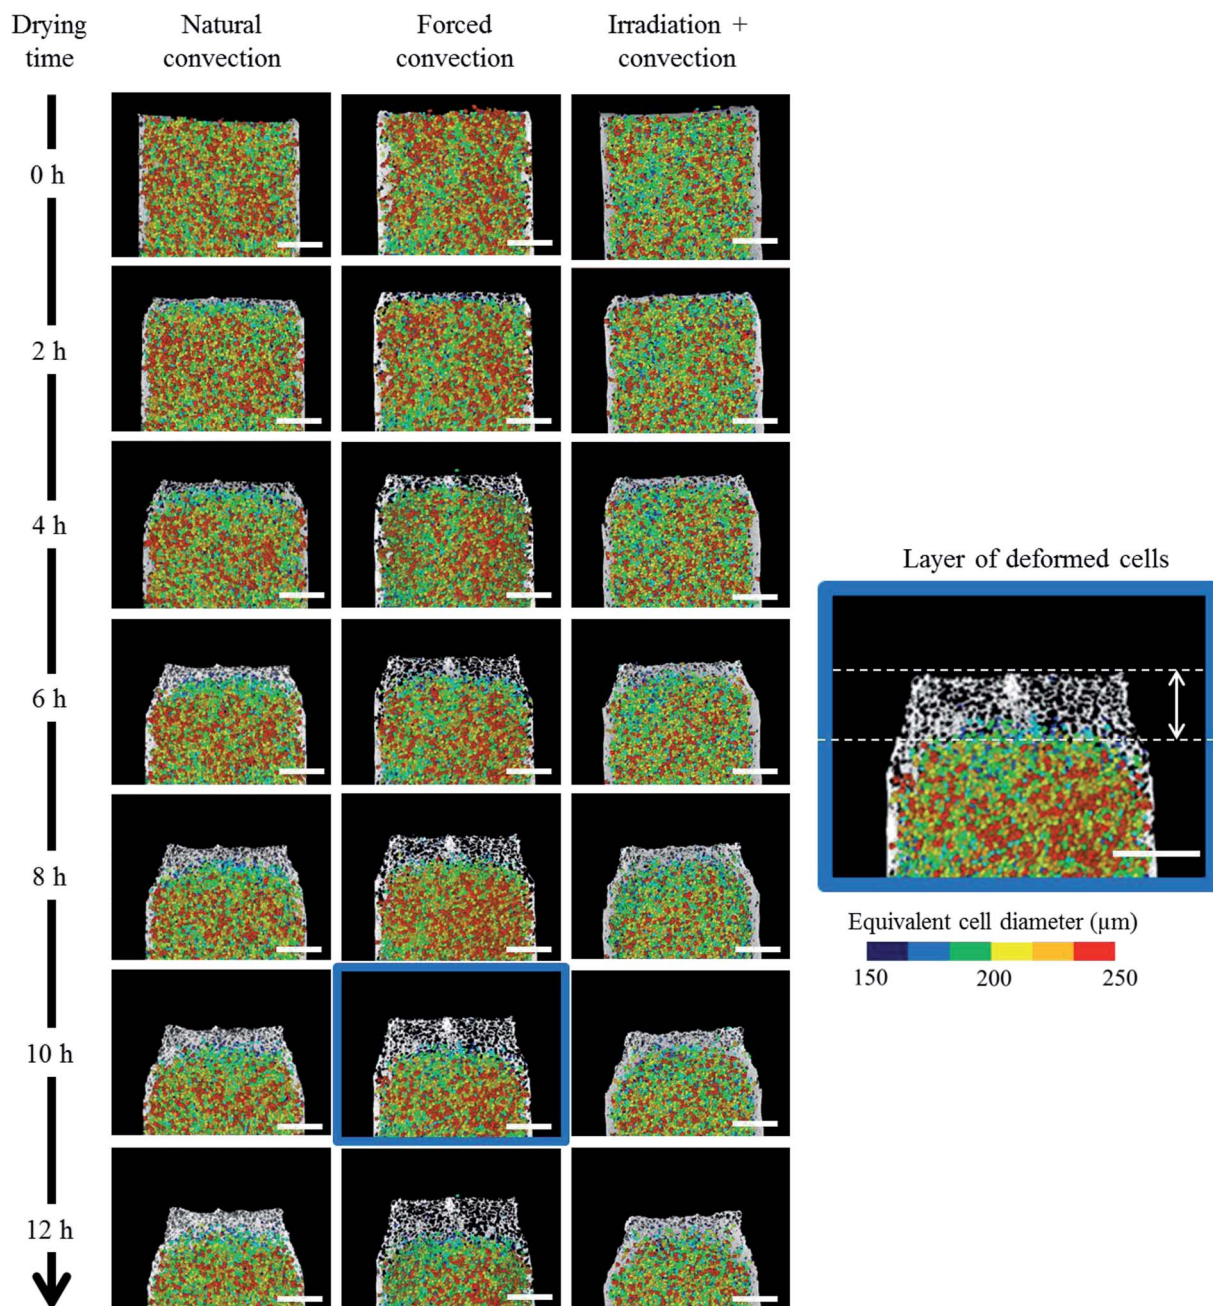 Drying
time
Natural
convection
Forced
convection
Irradiation +
convection
0 h
2 h
4 h
6 h
8 h
10 h
12 h
Layer of deformed cells
Equivalent cell diameter (µm)
150
200
250